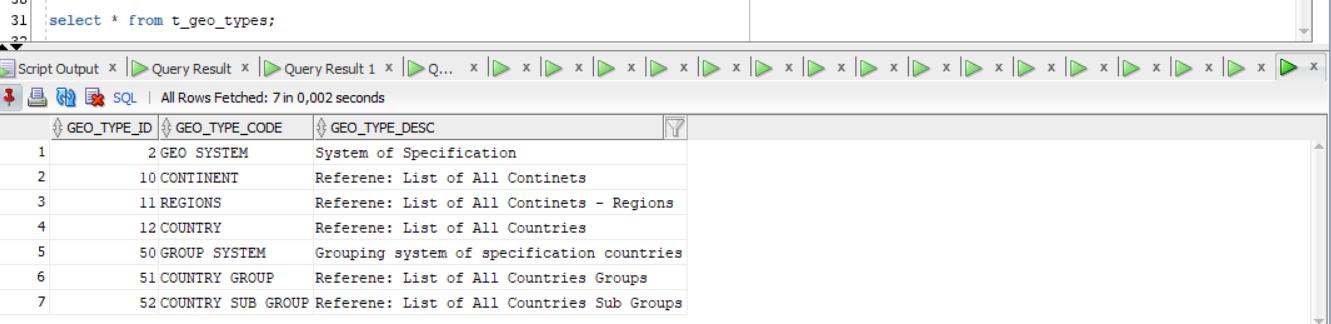 31 select * from t_geo_types;
Script Output x Query Result x Query Result 1 x Q... x x x x x x x x x x x x x x x x x
SQL | All Rows Fetched: 7 in 0,002 seconds
GEO_TYPE_ID GEO_TYPE_CODE GEO_TYPE_DESC
1 2 GEO SYSTEM System of Specification
2 10 CONTINENT Referene: List of All Continets
3 11 REGIONS Referene: List of All Continets - Regions
4 12 COUNTRY Referene: List of All Countries
5 50 GROUP SYSTEM Grouping system of specification countries
6 51 COUNTRY GROUP Referene: List of All Countries Groups
7 52 COUNTRY SUB GROUP Referene: List of All Countries Sub Groups